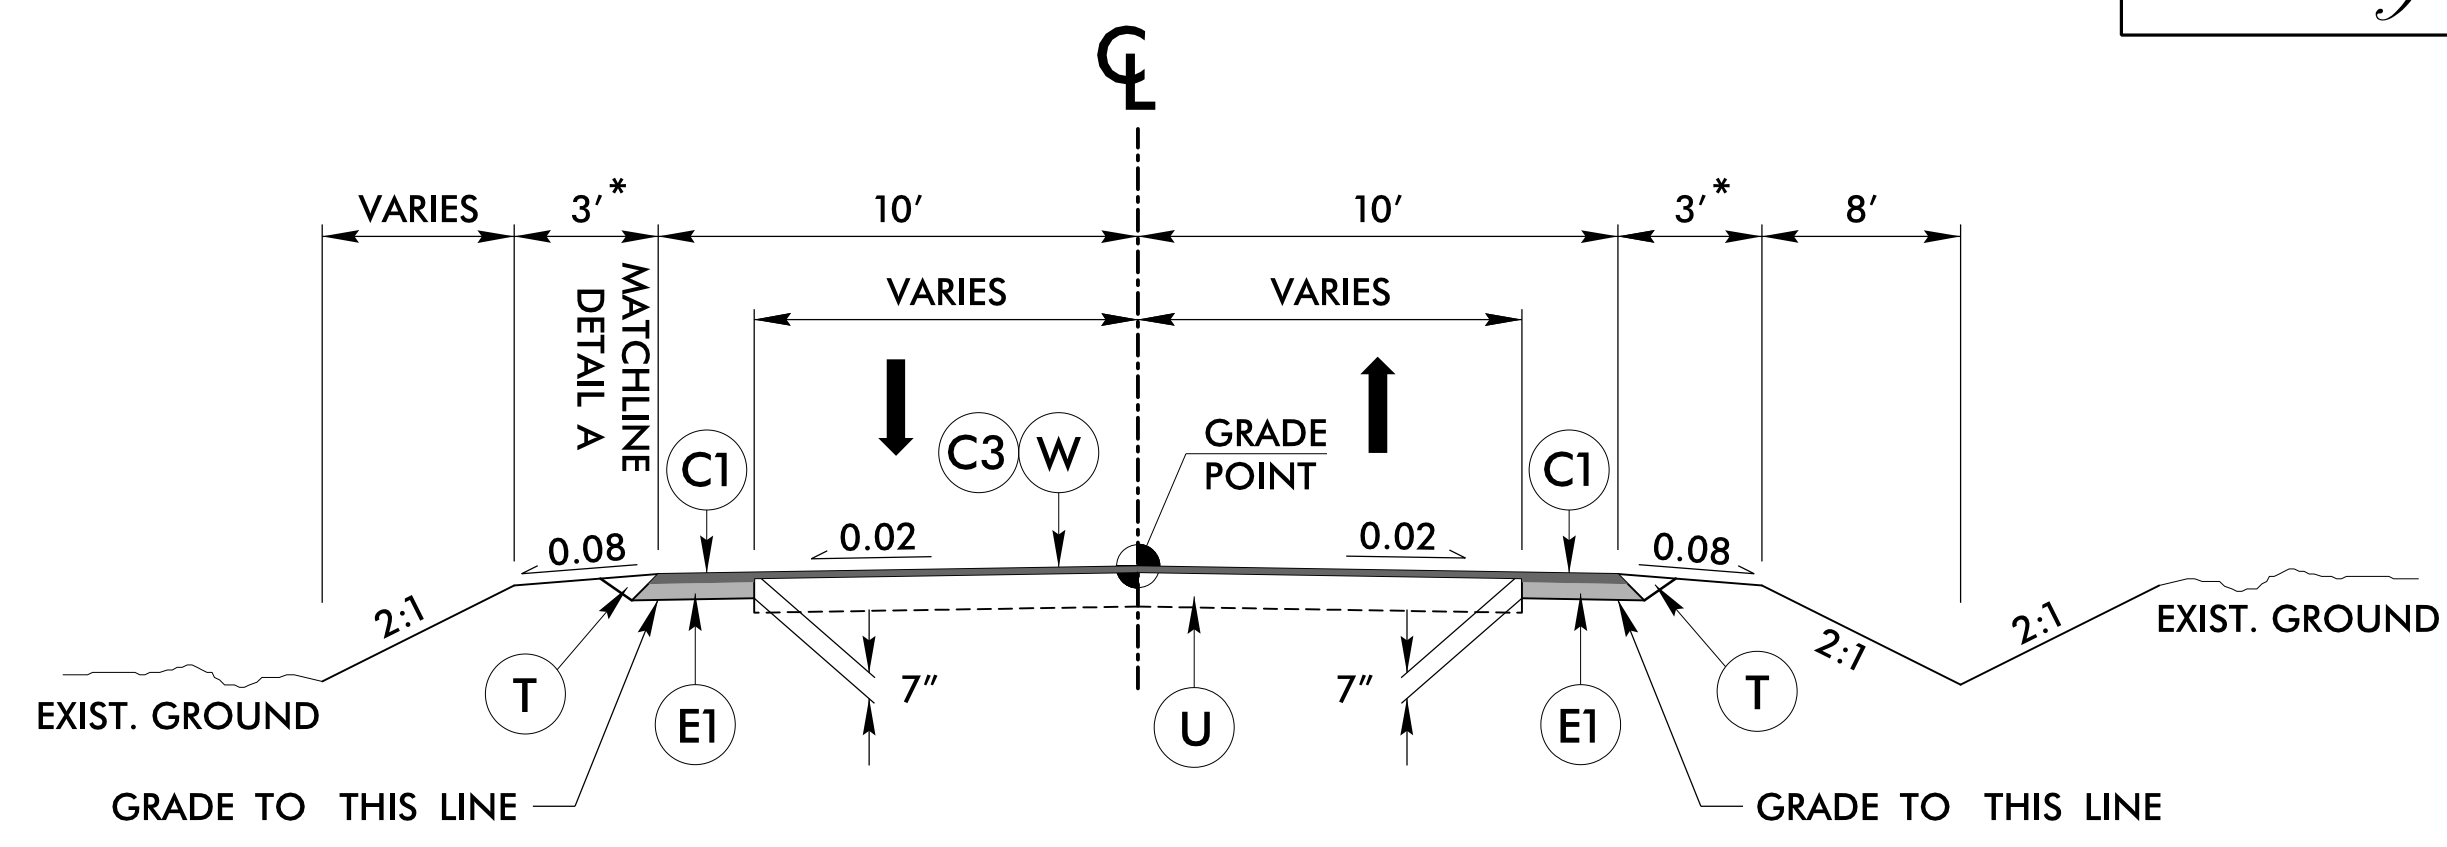 CL
VARIES 3'* 10' 10' 3'* 8'
VARIES VARIES
MATCHLINE
DETAIL A
C1 C3 W GRADE
POINT C1
0.08 0.02 0.02 0.08
2:1 2:1 2:1
EXIST. GROUND EXIST. GROUND
T E1 7" U 7" E1 T
GRADE TO THIS LINE GRADE TO THIS LINE